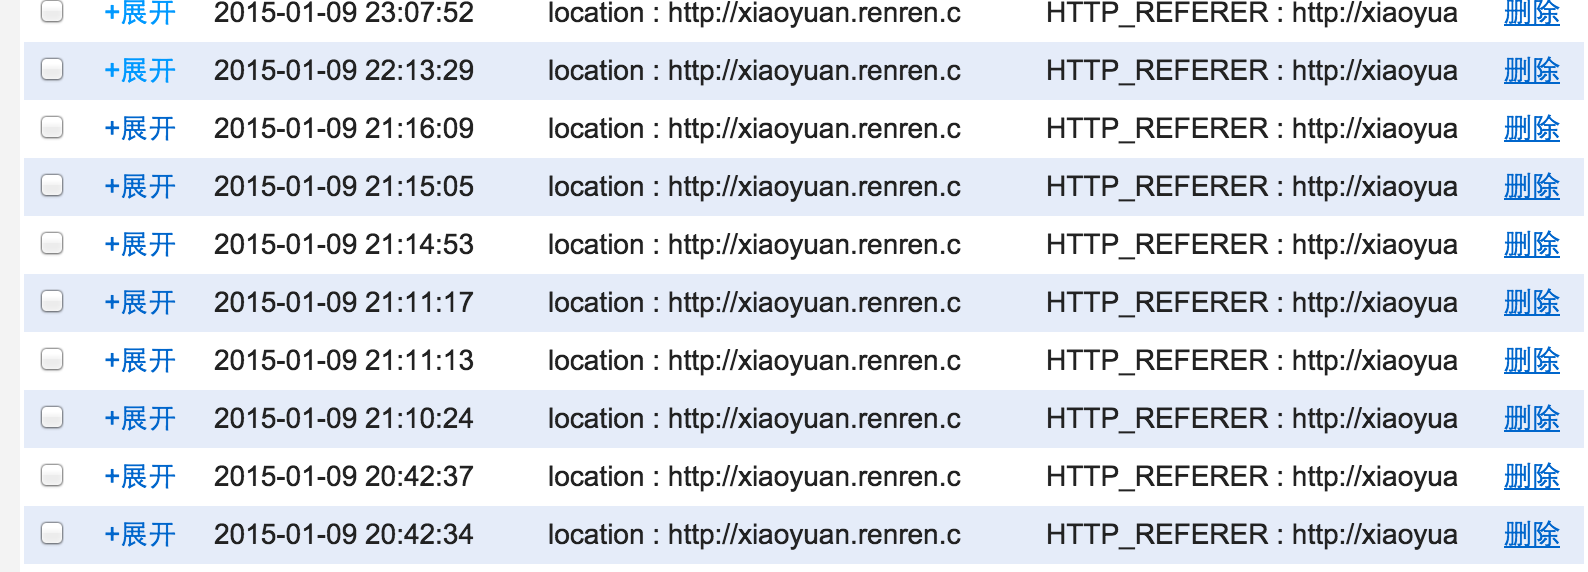 +展开 2015-01-09 23:07:52 location : http://xiaoyuan.renren.c HTTP_REFERER : http://xiaoyua 删除
+展开 2015-01-09 22:13:29 location : http://xiaoyuan.renren.c HTTP_REFERER : http://xiaoyua 删除
+展开 2015-01-09 21:16:09 location : http://xiaoyuan.renren.c HTTP_REFERER : http://xiaoyua 删除
+展开 2015-01-09 21:15:05 location : http://xiaoyuan.renren.c HTTP_REFERER : http://xiaoyua 删除
+展开 2015-01-09 21:14:53 location : http://xiaoyuan.renren.c HTTP_REFERER : http://xiaoyua 删除
+展开 2015-01-09 21:11:17 location : http://xiaoyuan.renren.c HTTP_REFERER : http://xiaoyua 删除
+展开 2015-01-09 21:11:13 location : http://xiaoyuan.renren.c HTTP_REFERER : http://xiaoyua 删除
+展开 2015-01-09 21:10:24 location : http://xiaoyuan.renren.c HTTP_REFERER : http://xiaoyua 删除
+展开 2015-01-09 20:42:37 location : http://xiaoyuan.renren.c HTTP_REFERER : http://xiaoyua 删除
+展开 2015-01-09 20:42:34 location : http://xiaoyuan.renren.c HTTP_REFERER : http://xiaoyua 删除